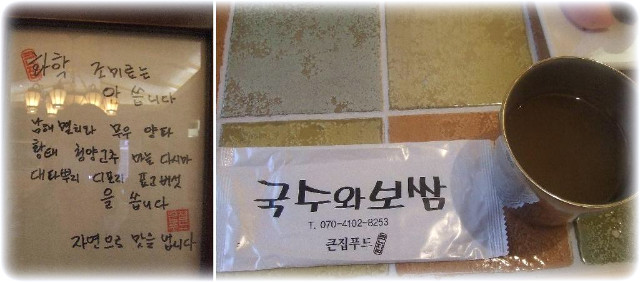 화학 조미료는
안 씁니다
남해 멸치와 무우 양파
황태 청양고추 마늘 다시마
대파뿌리 디포리 표고버섯
을 씁니다
자연으로 맛을 냅니다
국수와보쌈
T. 070-4102-8253
큰집푸드